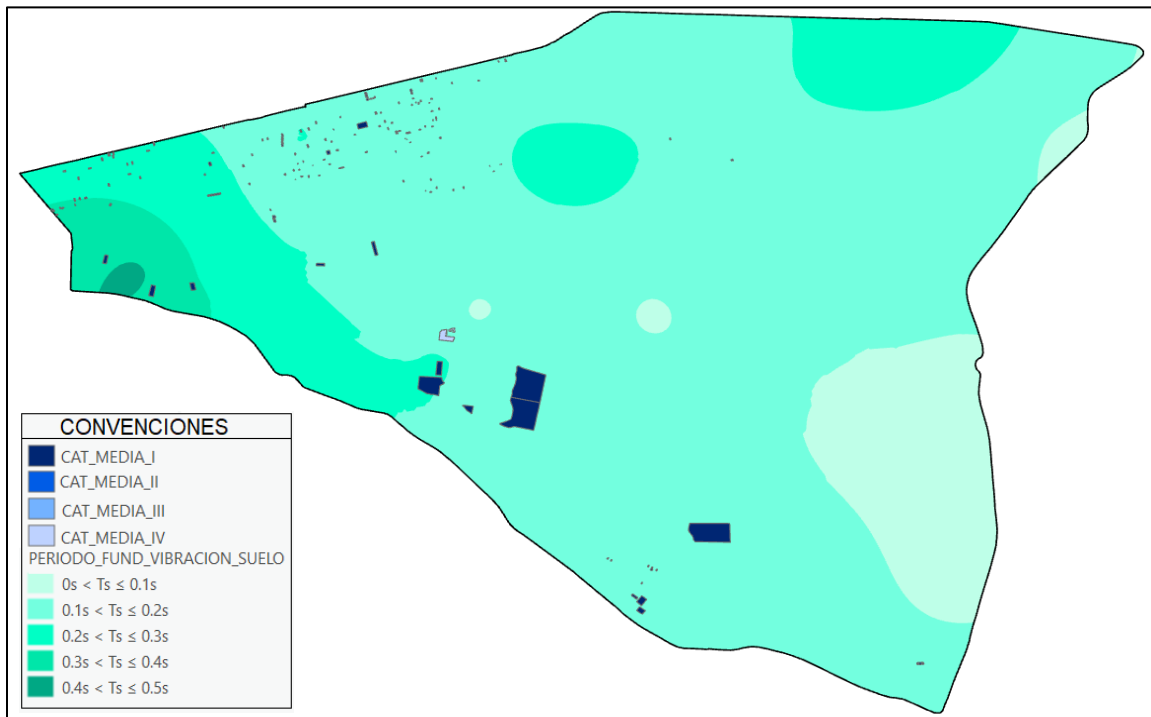 CONVENCIONES
CAT_MEDIA_I
CAT_MEDIA_II
CAT_MEDIA_III
CAT_MEDIA_IV
PERIODO_FUND_VIBRACION_SUELO
0s < Ts ≤ 0.1s
0.1s < Ts ≤ 0.2s
0.2s < Ts ≤ 0.3s
0.3s < Ts ≤ 0.4s
0.4s < Ts ≤ 0.5s